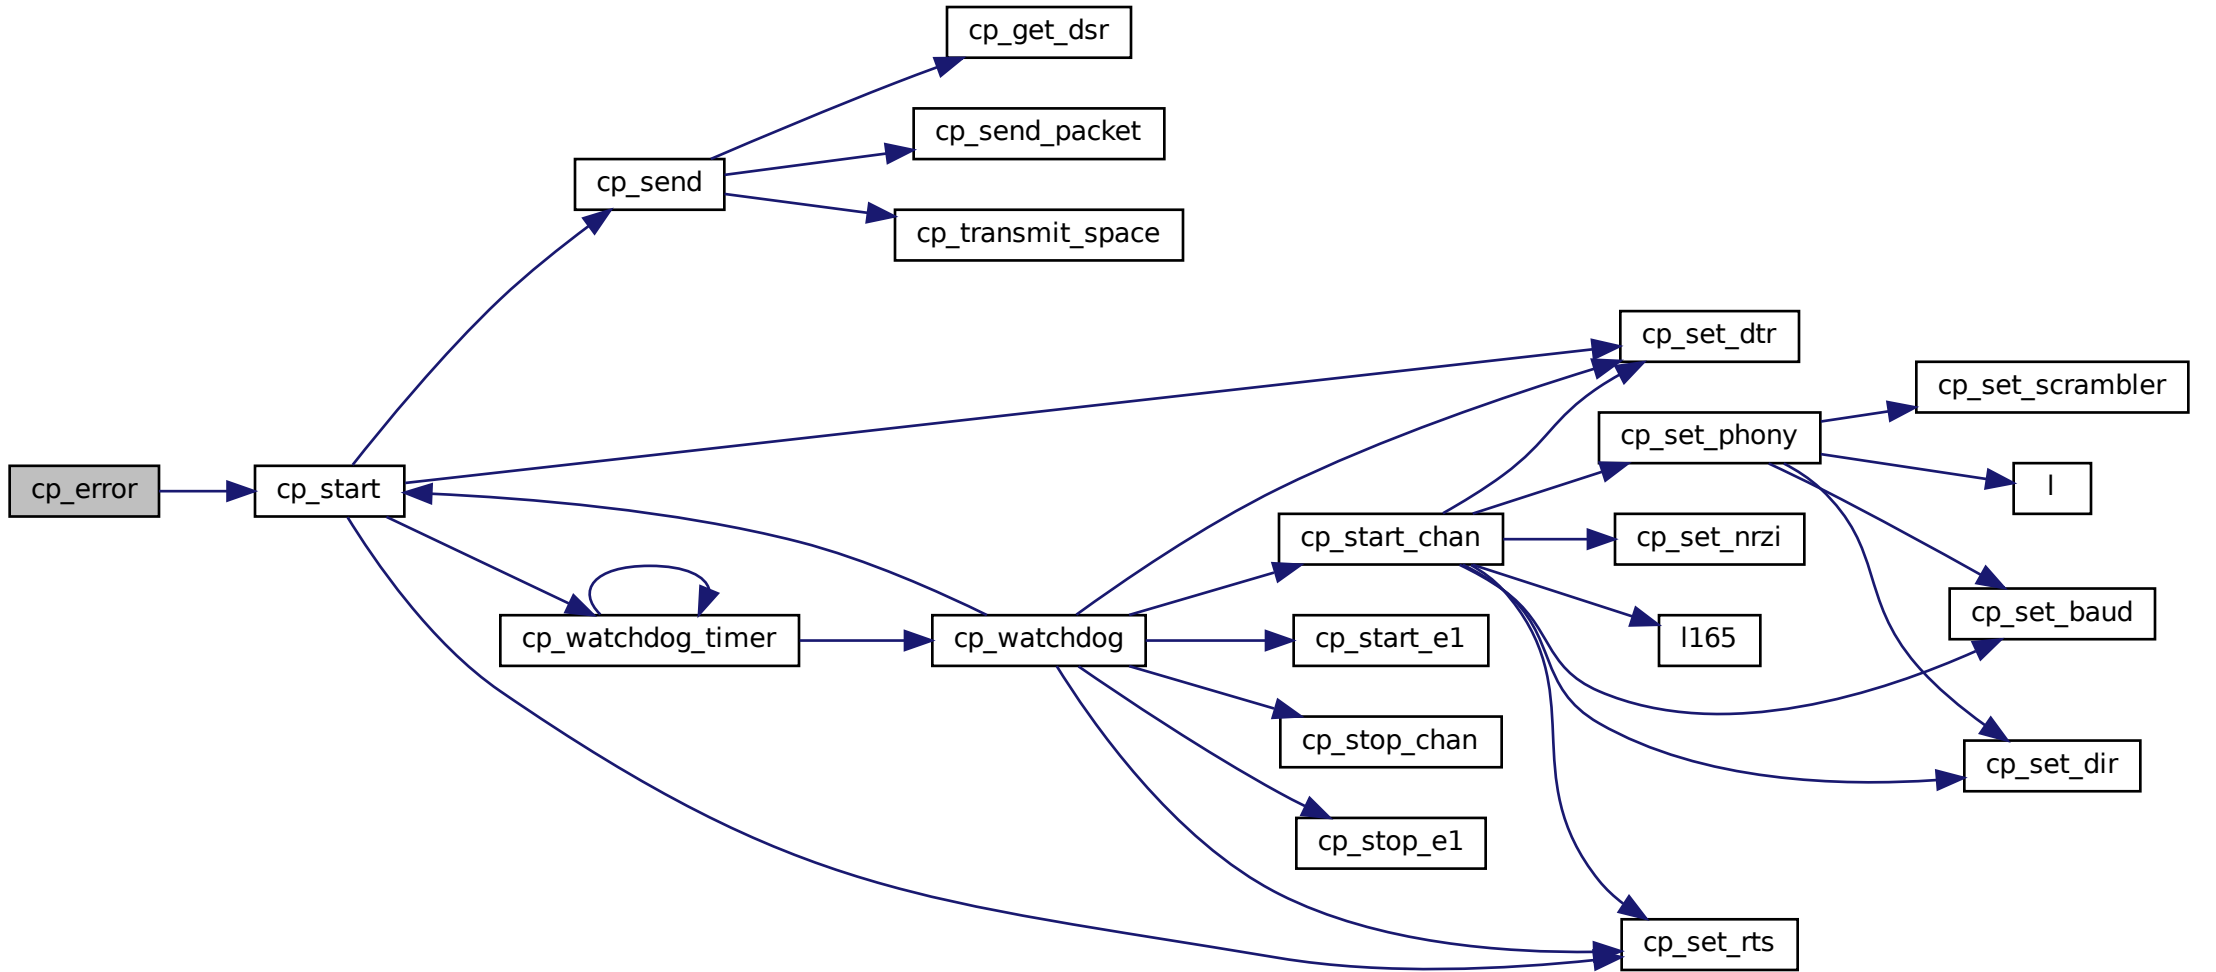 cp_get_dsr
cp_send_packet
cp_send
cp_transmit_space
cp_set_dtr
cp_set_scrambler
cp_set_phony
cp_error
cp_start
l
cp_start_chan
cp_set_nrzi
cp_set_baud
cp_watchdog_timer
cp_watchdog
cp_start_e1
l165
cp_stop_chan
cp_set_dir
cp_stop_e1
cp_set_rts